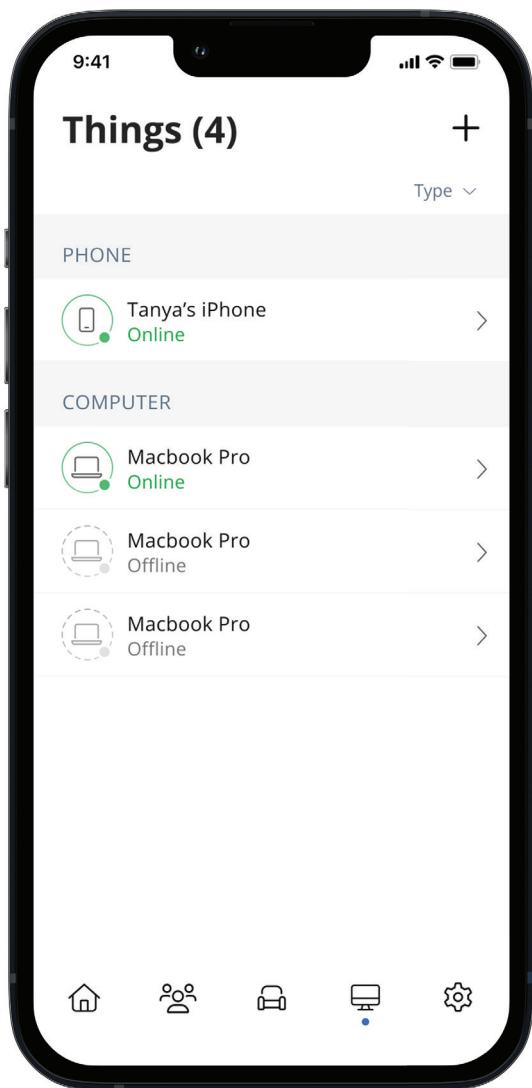 9:41
Things (4)
Type
PHONE
Tanya’s iPhone
Online
COMPUTER
Macbook Pro
Online
Macbook Pro
Offline
Macbook Pro
Offline